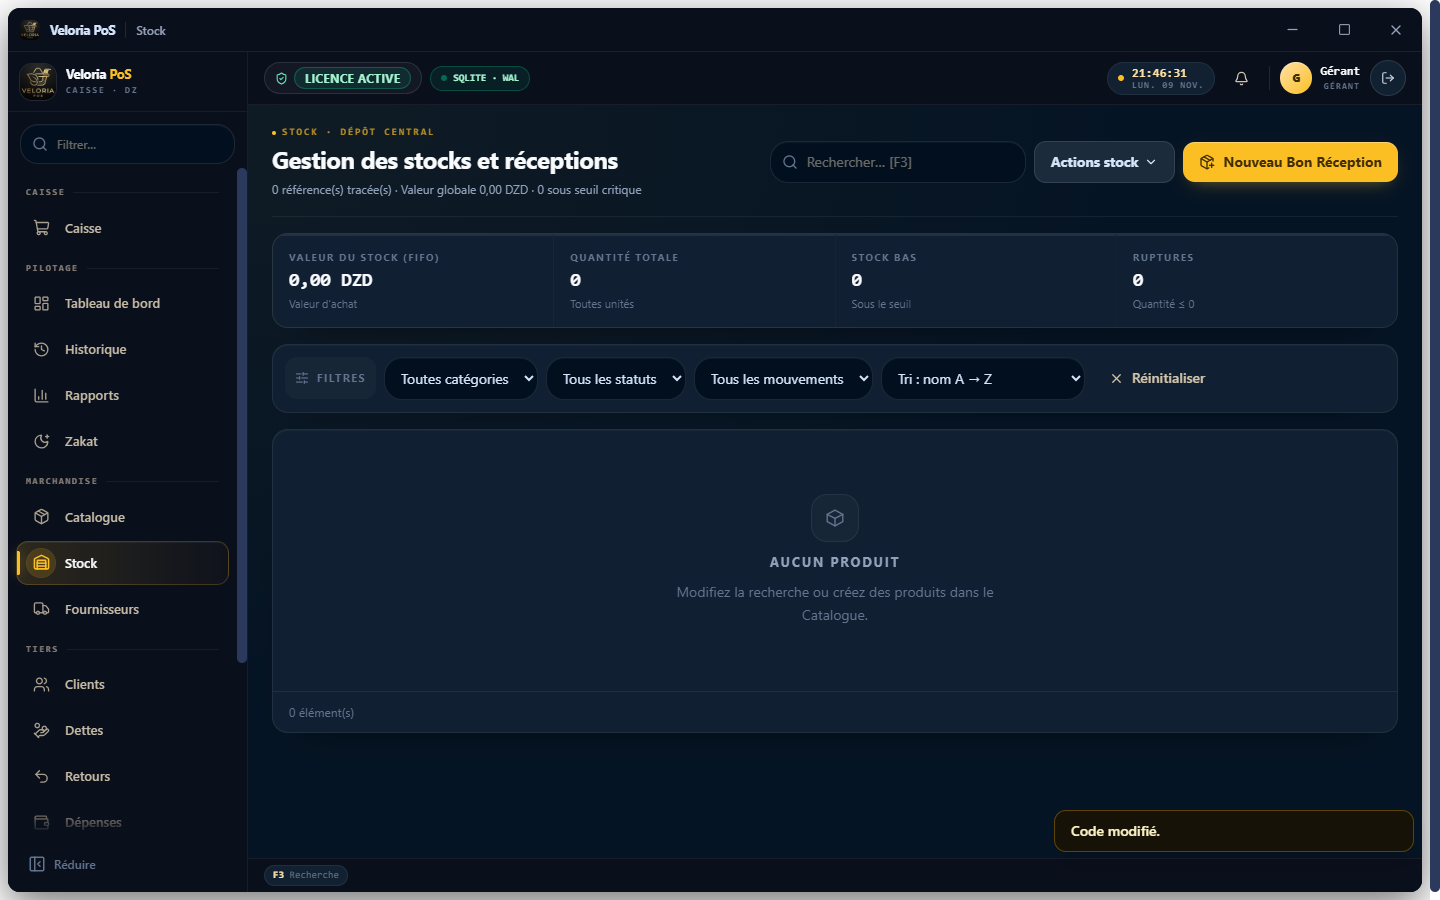 Veloria PoS
Stock
VELORIA
Veloria PoS
CAISSE · DZ
LICENCE ACTIVE
SQLITE · WAL
21:46:31
LUN. 09 NOV.
G
Gérant
GÉRANT
Filtrer...
CAISSE
Caisse
PILOTAGE
Tableau de bord
Historique
Rapports
Zakat
MARCHANDISE
Catalogue
Stock
Fournisseurs
TIERS
Clients
Dettes
Retours
Dépenses
Réduire
STOCK · DÉPÔT CENTRAL
Gestion des stocks et réceptions
0 référence(s) tracée(s) · Valeur globale 0,00 DZD · 0 sous seuil critique
Rechercher... [F3]
Actions stock
Nouveau Bon Réception
VALEUR DU STOCK (FIFO)
0,00 DZD
Valeur d'achat
QUANTITÉ TOTALE
0
Toutes unités
STOCK BAS
0
Sous le seuil
RUPTURES
0
Quantité ≤ 0
FILTRES
Toutes catégories
Tous les statuts
Tous les mouvements
Tri : nom A → Z
Réinitialiser
AUCUN PRODUIT
Modifiez la recherche ou créez des produits dans le
Catalogue.
0 élément(s)
Code modifié.
F3 Recherche